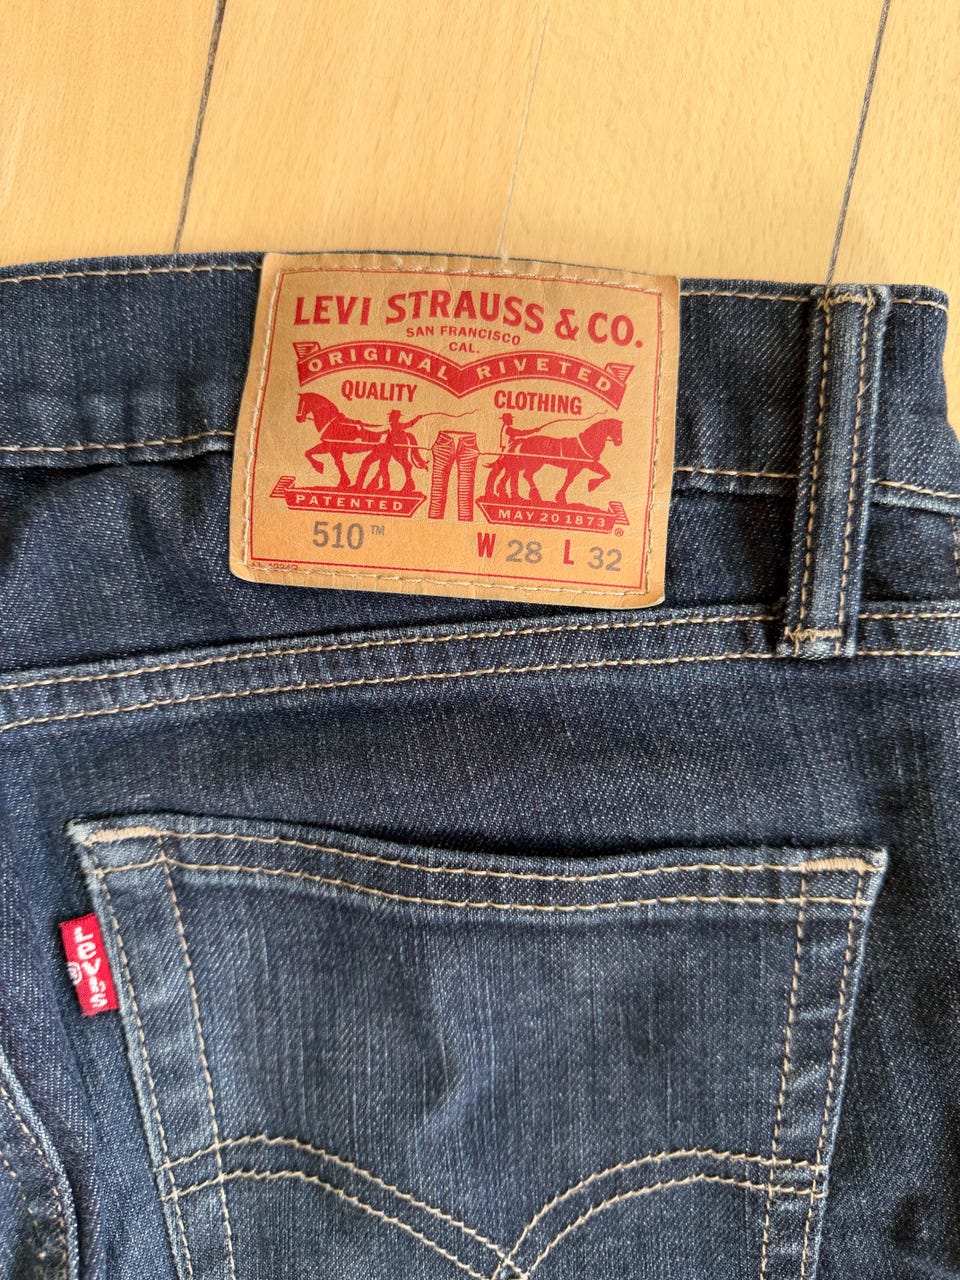 LEVI STRAUSS & CO.
SAN FRANCISCO
CAL.
ORIGINAL RIVETED
QUALITY CLOTHING
PATENTED MAY 20 1873 ®
510™ W 28 L 32
Levi's ®